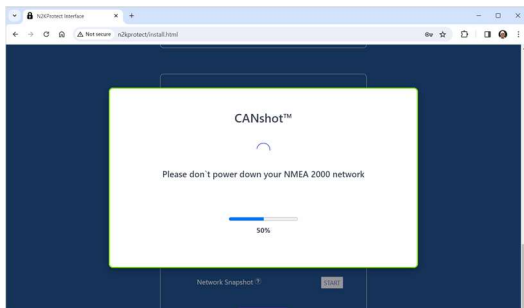 N2KProtect Interface
Not secure
n2kprotect/install.html
CANshot™
Please don`t power down your NMEA 2000 network
50%
Network Snapshot ?
START